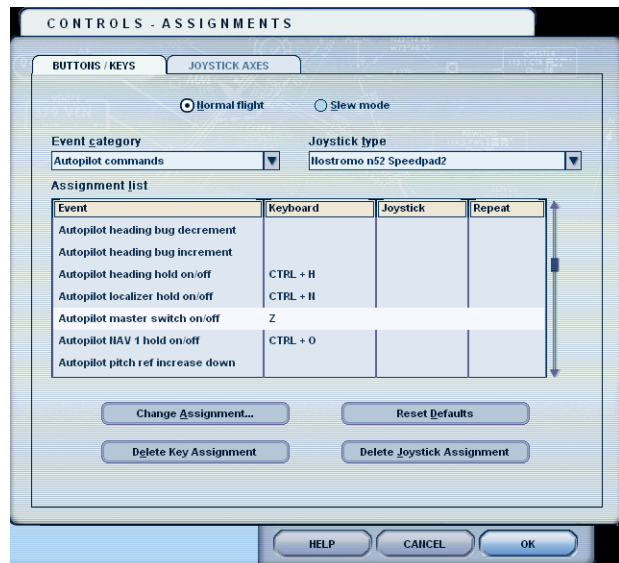 CONTROLS - ASSIGNMENTS
BUTTONS / KEYS JOYSTICK AXES
Normal flight Slew mode
Event category Joystick type
Autopilot commands Nostromo n52 Speedpad2
Assignment list
Event Keyboard Joystick Repeat
Autopilot heading bug decrement
Autopilot heading bug increment
Autopilot heading hold on/off CTRL + H
Autopilot localizer hold on/off CTRL + N
Autopilot master switch on/off Z
Autopilot NAV 1 hold on/off CTRL + O
Autopilot pitch ref increase down
Change Assignment... Reset Defaults
Delete Key Assignment Delete Joystick Assignment
HELP CANCEL OK